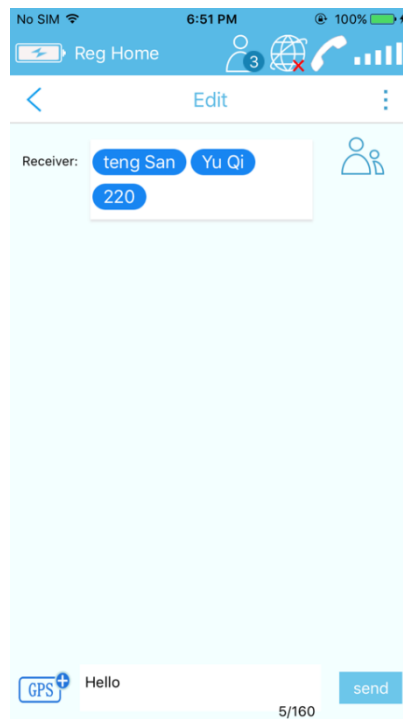 No SIM 6:51 PM 100%
Reg Home 3
Edit
Receiver: teng San Yu Qi
220
GPS Hello send
5/160